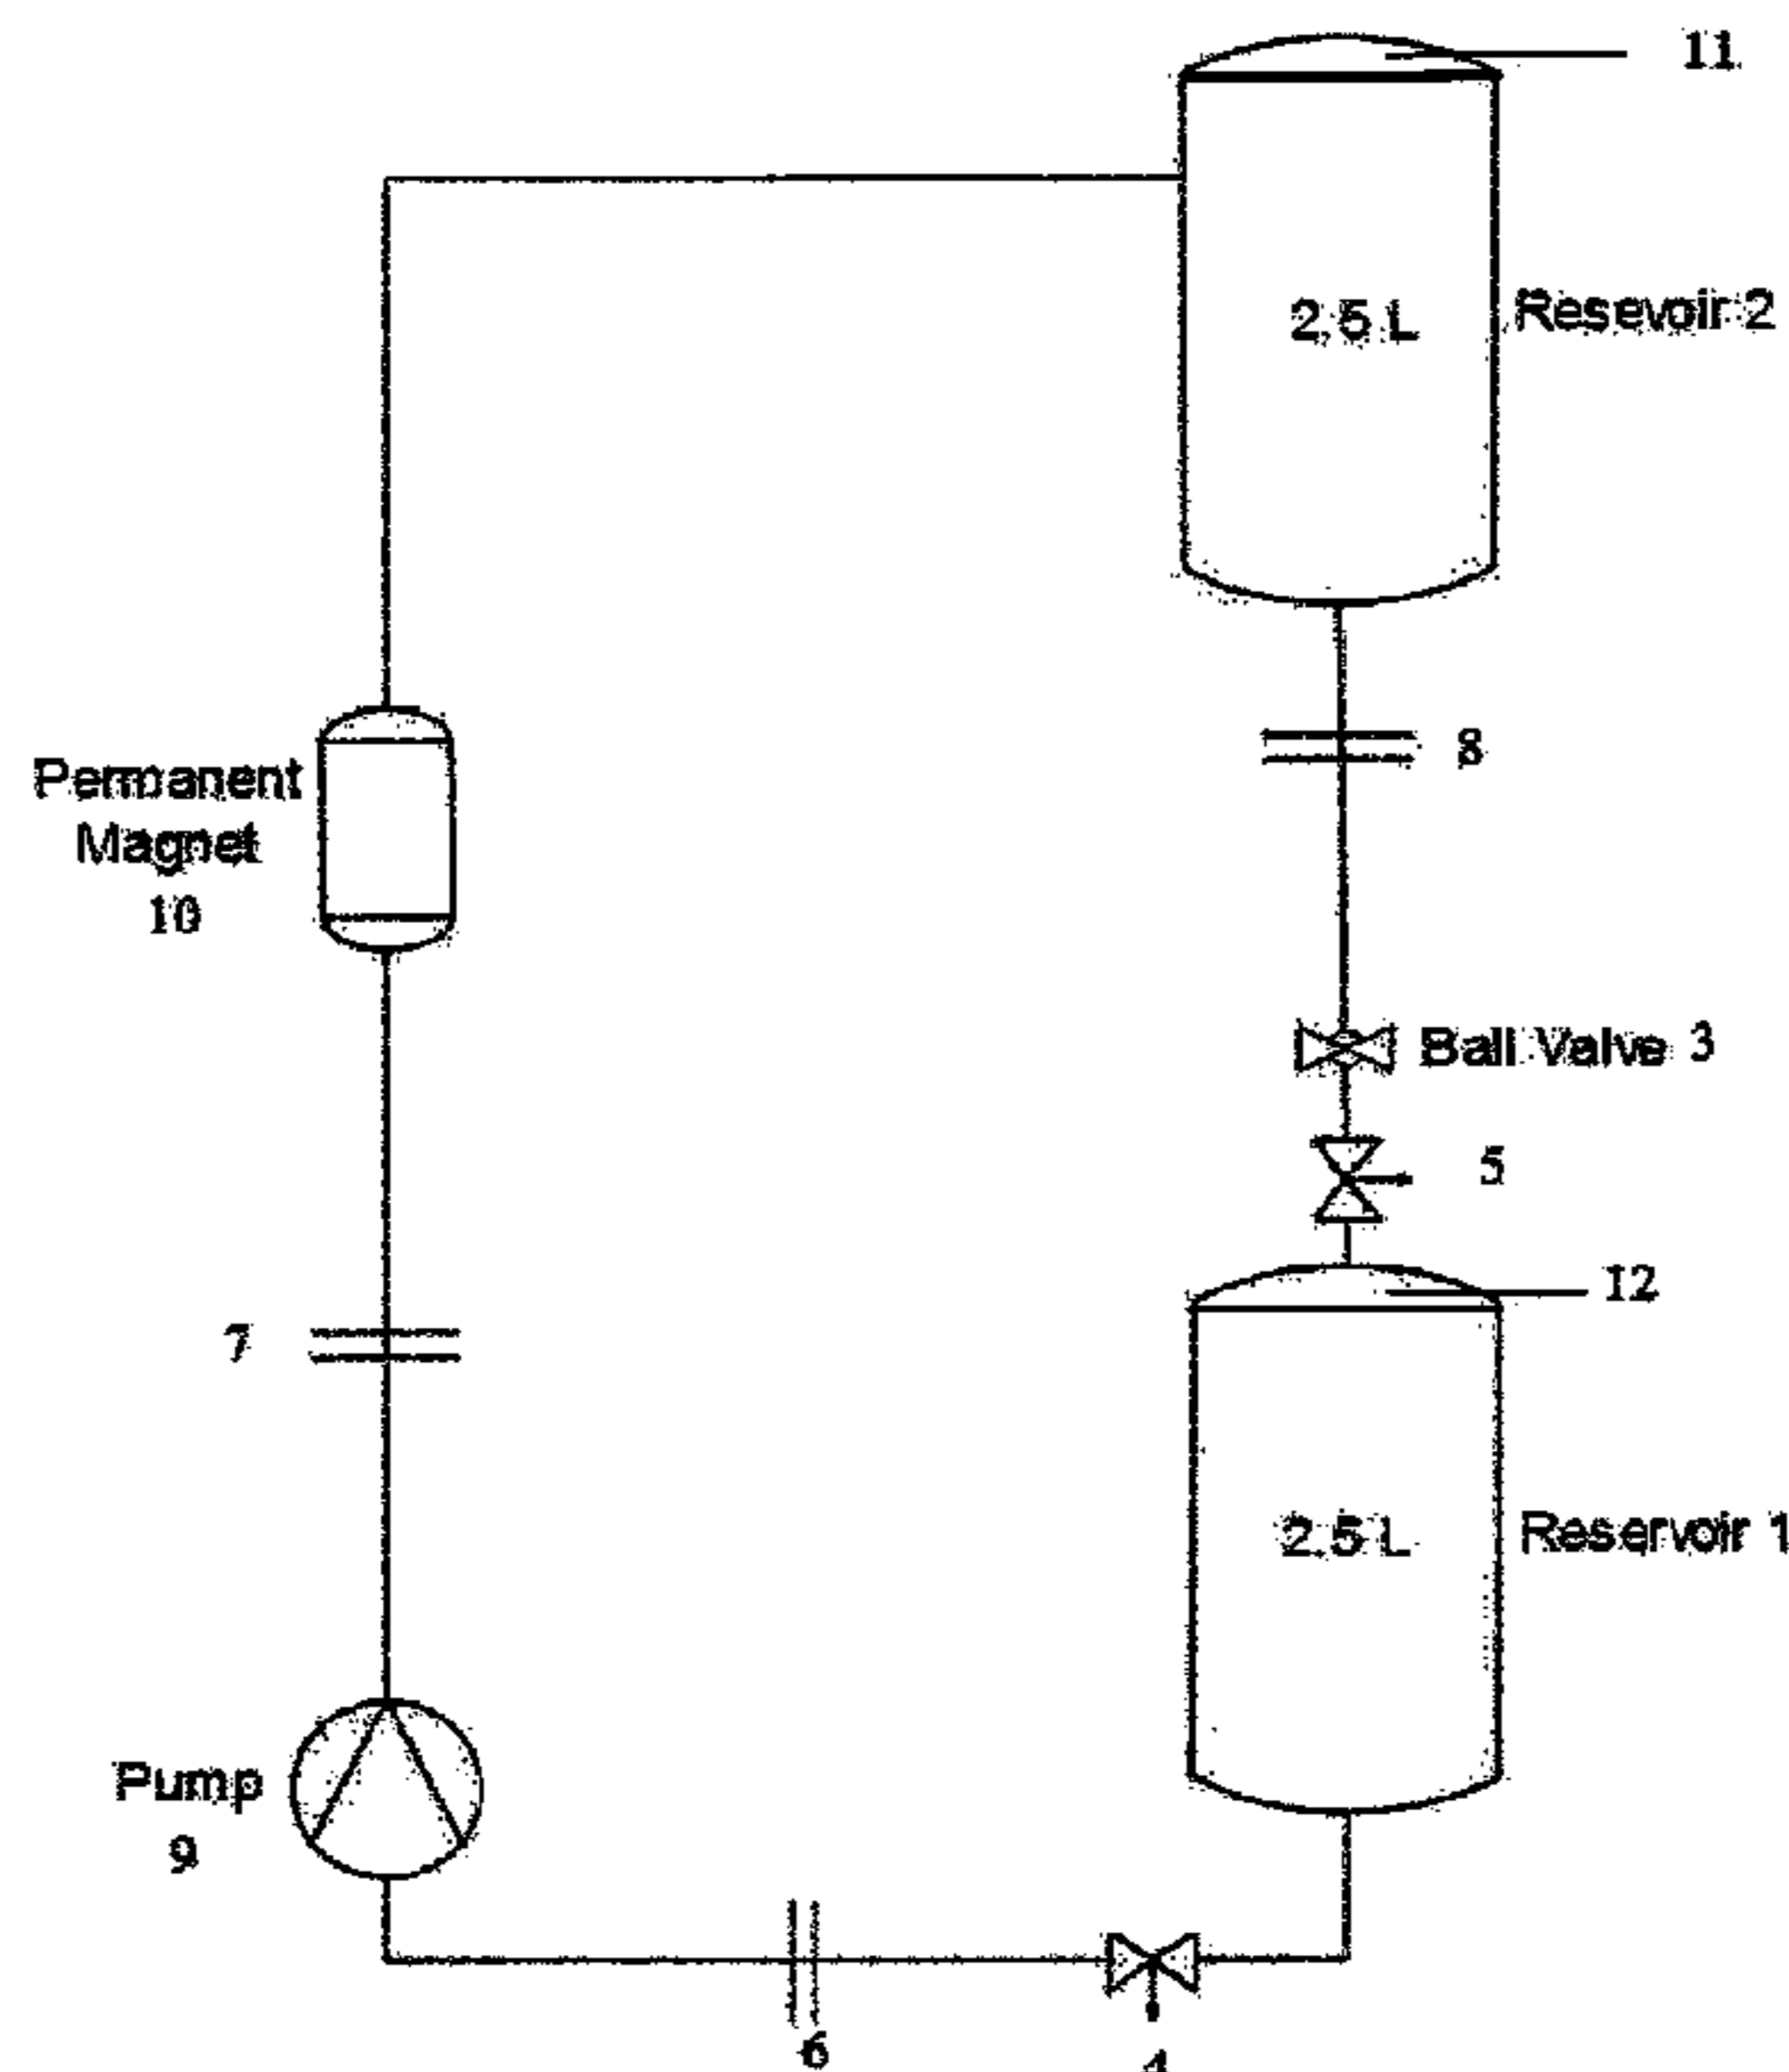 11
2.5 L
Resevoir 2
Permanent
Magnet
10
8
Ball Valve 3
5
12
7
2.5 L
Reservoir 1
Pump
9
6
4